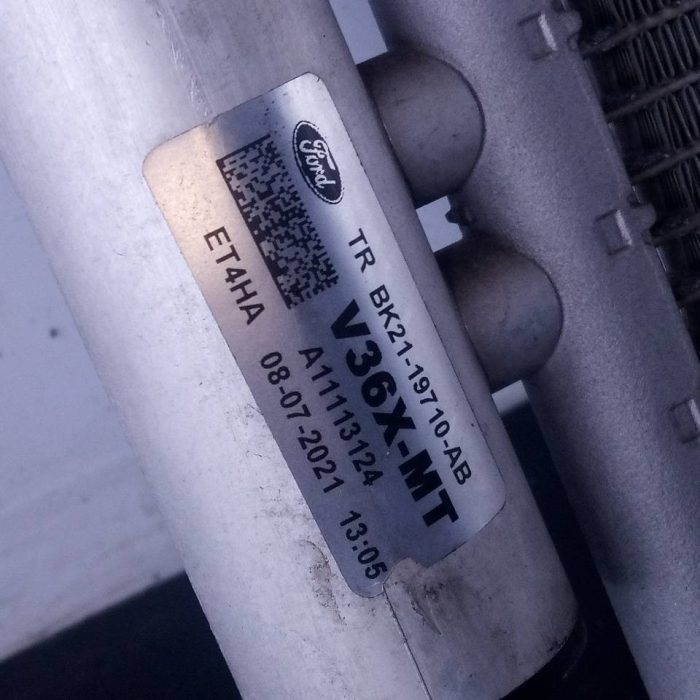 Ford
TR BK21-19710-AB
V36X-MT
A11113124
ET4HA 08-07-2021 13:05